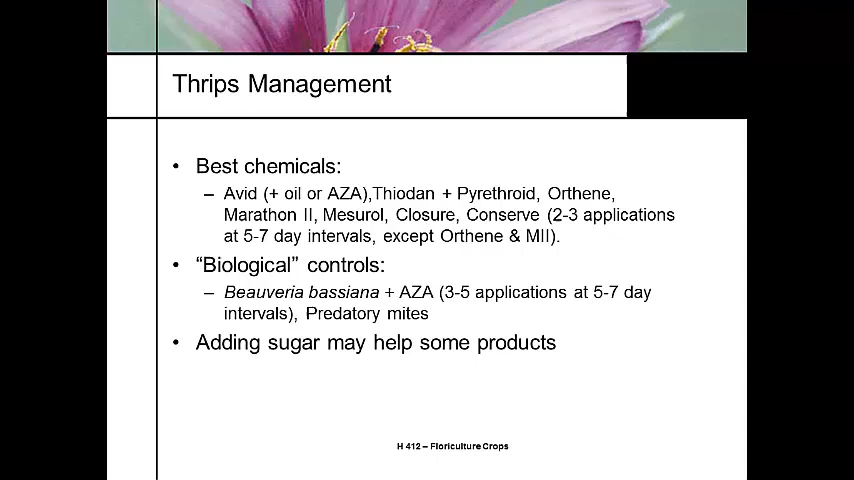 Thrips Management
• Best chemicals:
– Avid (+ oil or AZA),Thiodan + Pyrethroid, Orthene,
Marathon II, Mesurol, Closure, Conserve (2-3 applications
at 5-7 day intervals, except Orthene & MII).
• “Biological” controls:
– Beauveria bassiana + AZA (3-5 applications at 5-7 day
intervals), Predatory mites
• Adding sugar may help some products
H 412 – Floriculture Crops